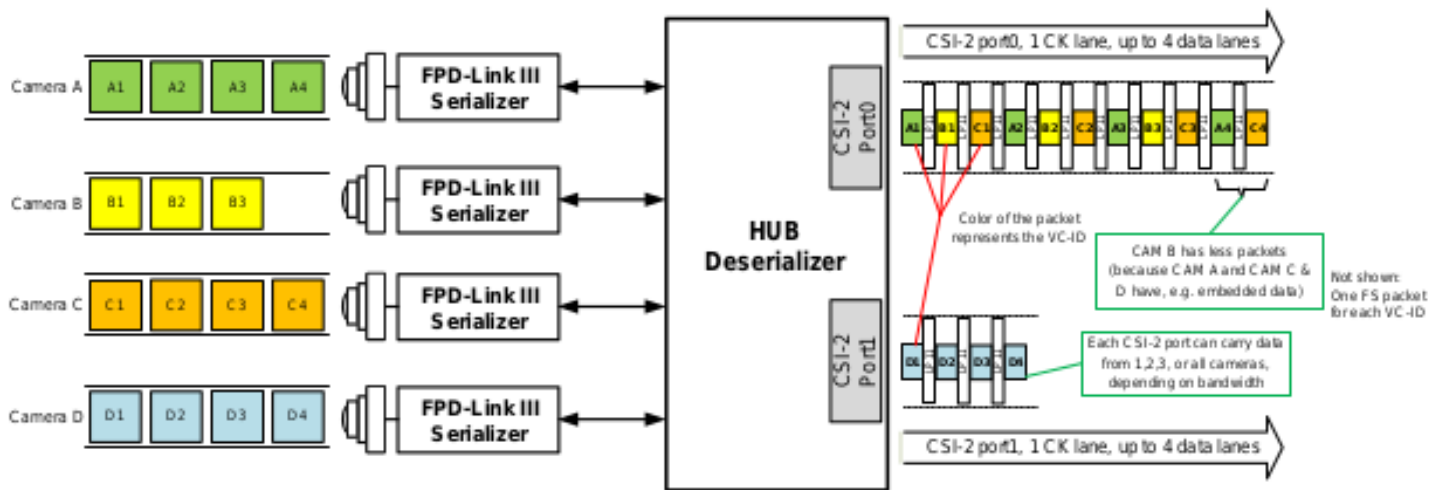 CSI-2 port0, 1 CK lane, up to 4 data lanes
Camera A
A1 A2 A3 A4
FPD-Link III
Serializer
CSI-2
Port0
A1 B1 C1 A2 B2 C2 A3 B3 C3 A4 C4
Camera B
B1 B2 B3
FPD-Link III
Serializer
HUB
Deserializer
Color of the packet
represents the VC-ID
CAM B has less packets
(because CAM A and CAM C &
D have, e.g. embedded data)
Not shown:
One FS packet
for each VC-ID
Camera C
C1 C2 C3 C4
FPD-Link III
Serializer
CSI-2
Port1
D1 D2 D3 D4
Each CSI-2 port can carry data
from 1,2,3, or all cameras,
depending on bandwidth
Camera D
D1 D2 D3 D4
FPD-Link III
Serializer
CSI-2 port1, 1 CK lane, up to 4 data lanes